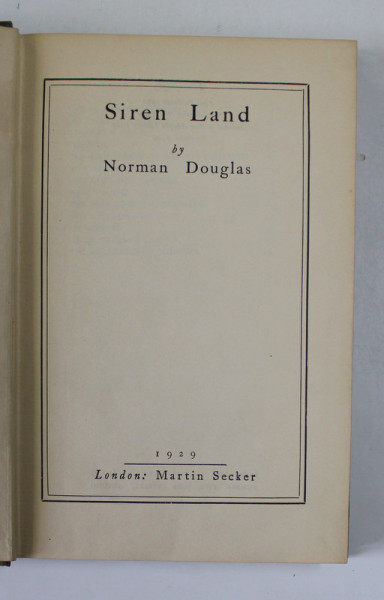 Siren Land
by
Norman Douglas
1929
London: Martin Secker